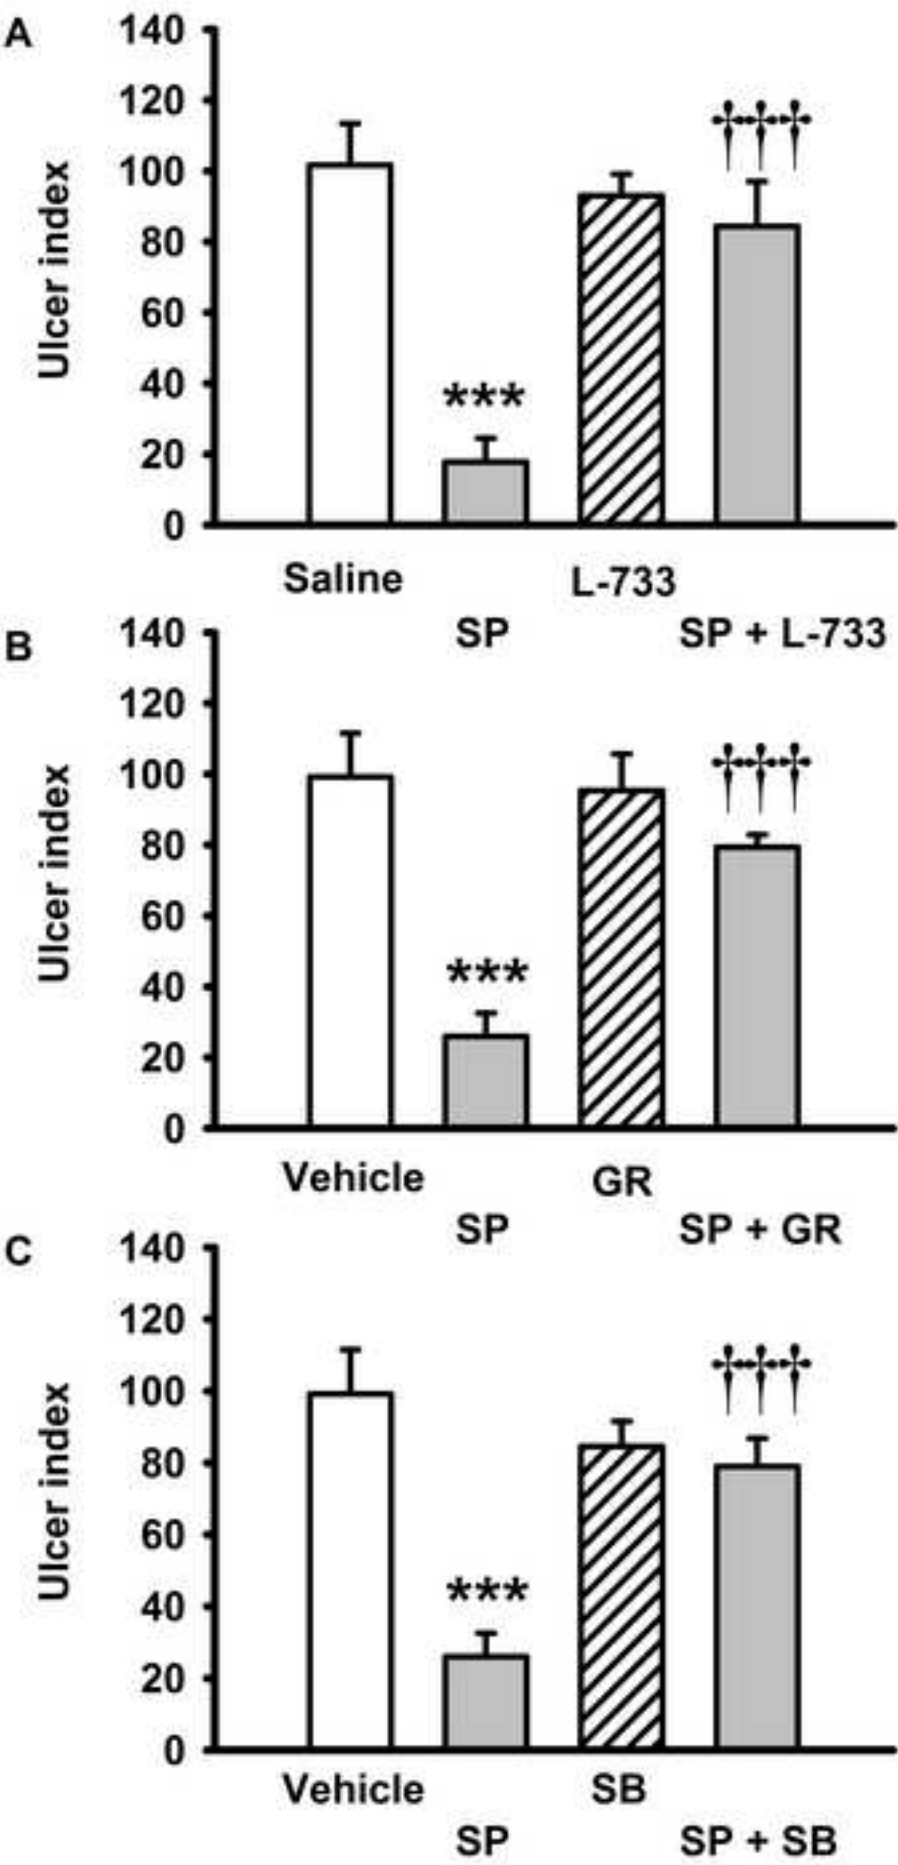 A
140
120
100
80
60
40
20
0
Ulcer index
***
†††
Saline
L-733
SP
SP + L-733
B
140
120
100
80
60
40
20
0
Ulcer index
***
†††
Vehicle
GR
SP
SP + GR
C
140
120
100
80
60
40
20
0
Ulcer index
***
†††
Vehicle
SB
SP
SP + SB